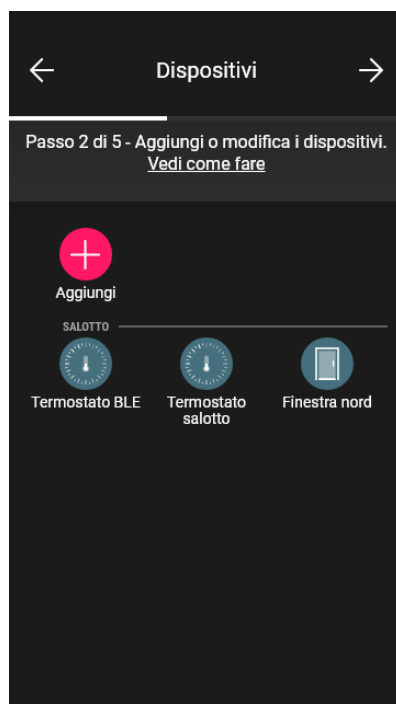 Dispositivi
Passo 2 di 5 - Aggiungi o modifica i dispositivi.
Vedi come fare
Aggiungi
SALOTTO
Termostato BLE
Termostato salotto
Finestra nord